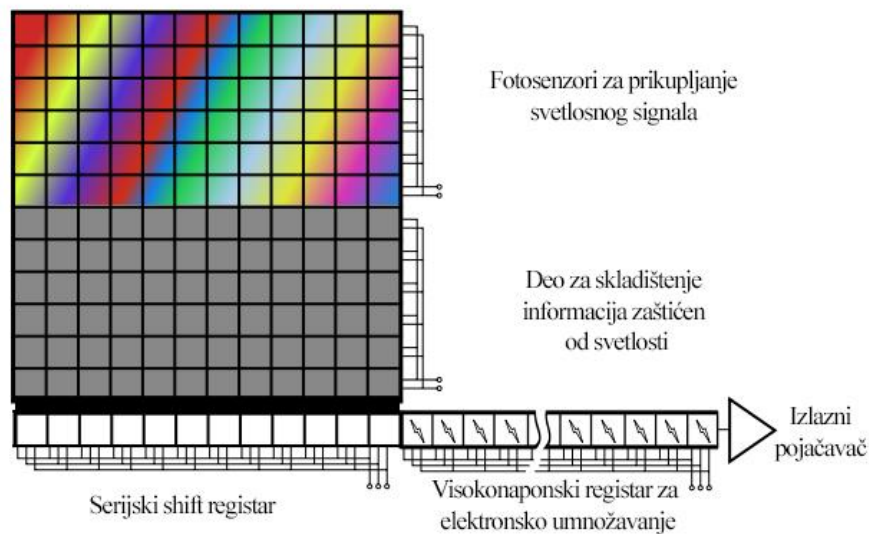 Fotosenzori za prikupljanje
svetlosnog signala
Deo za skladištenje
informacija zaštićen
od svetlosti
Izlazni
pojačavač
Serijski shift registar
Visokonaponski registar za
elektronsko umnožavanje